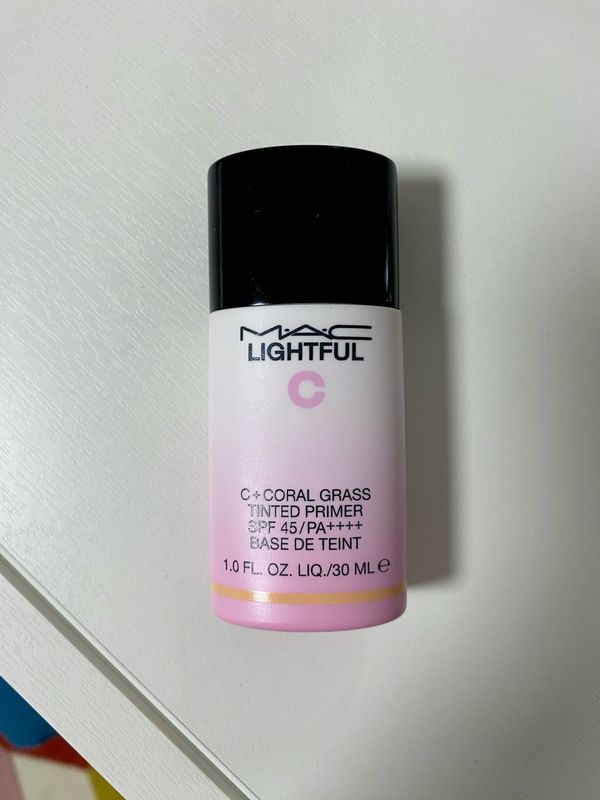 M·A·C
LIGHTFUL
C
C+CORAL GRASS
TINTED PRIMER
SPF 45/PA++++
BASE DE TEINT
1.0 FL. OZ. LIQ./30 ML ℮